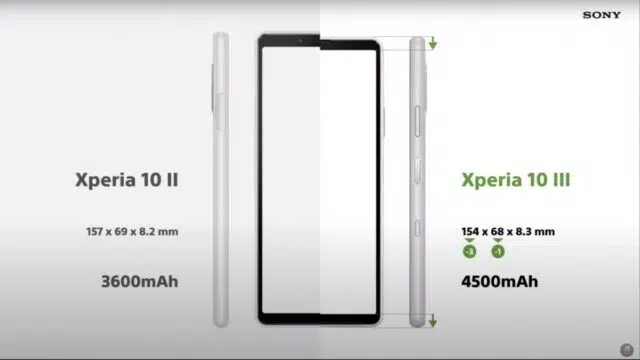 SONY
Xperia 10 II
157 x 69 x 8.2 mm
3600mAh
Xperia 10 III
154 x 68 x 8.3 mm
-3 -1
4500mAh